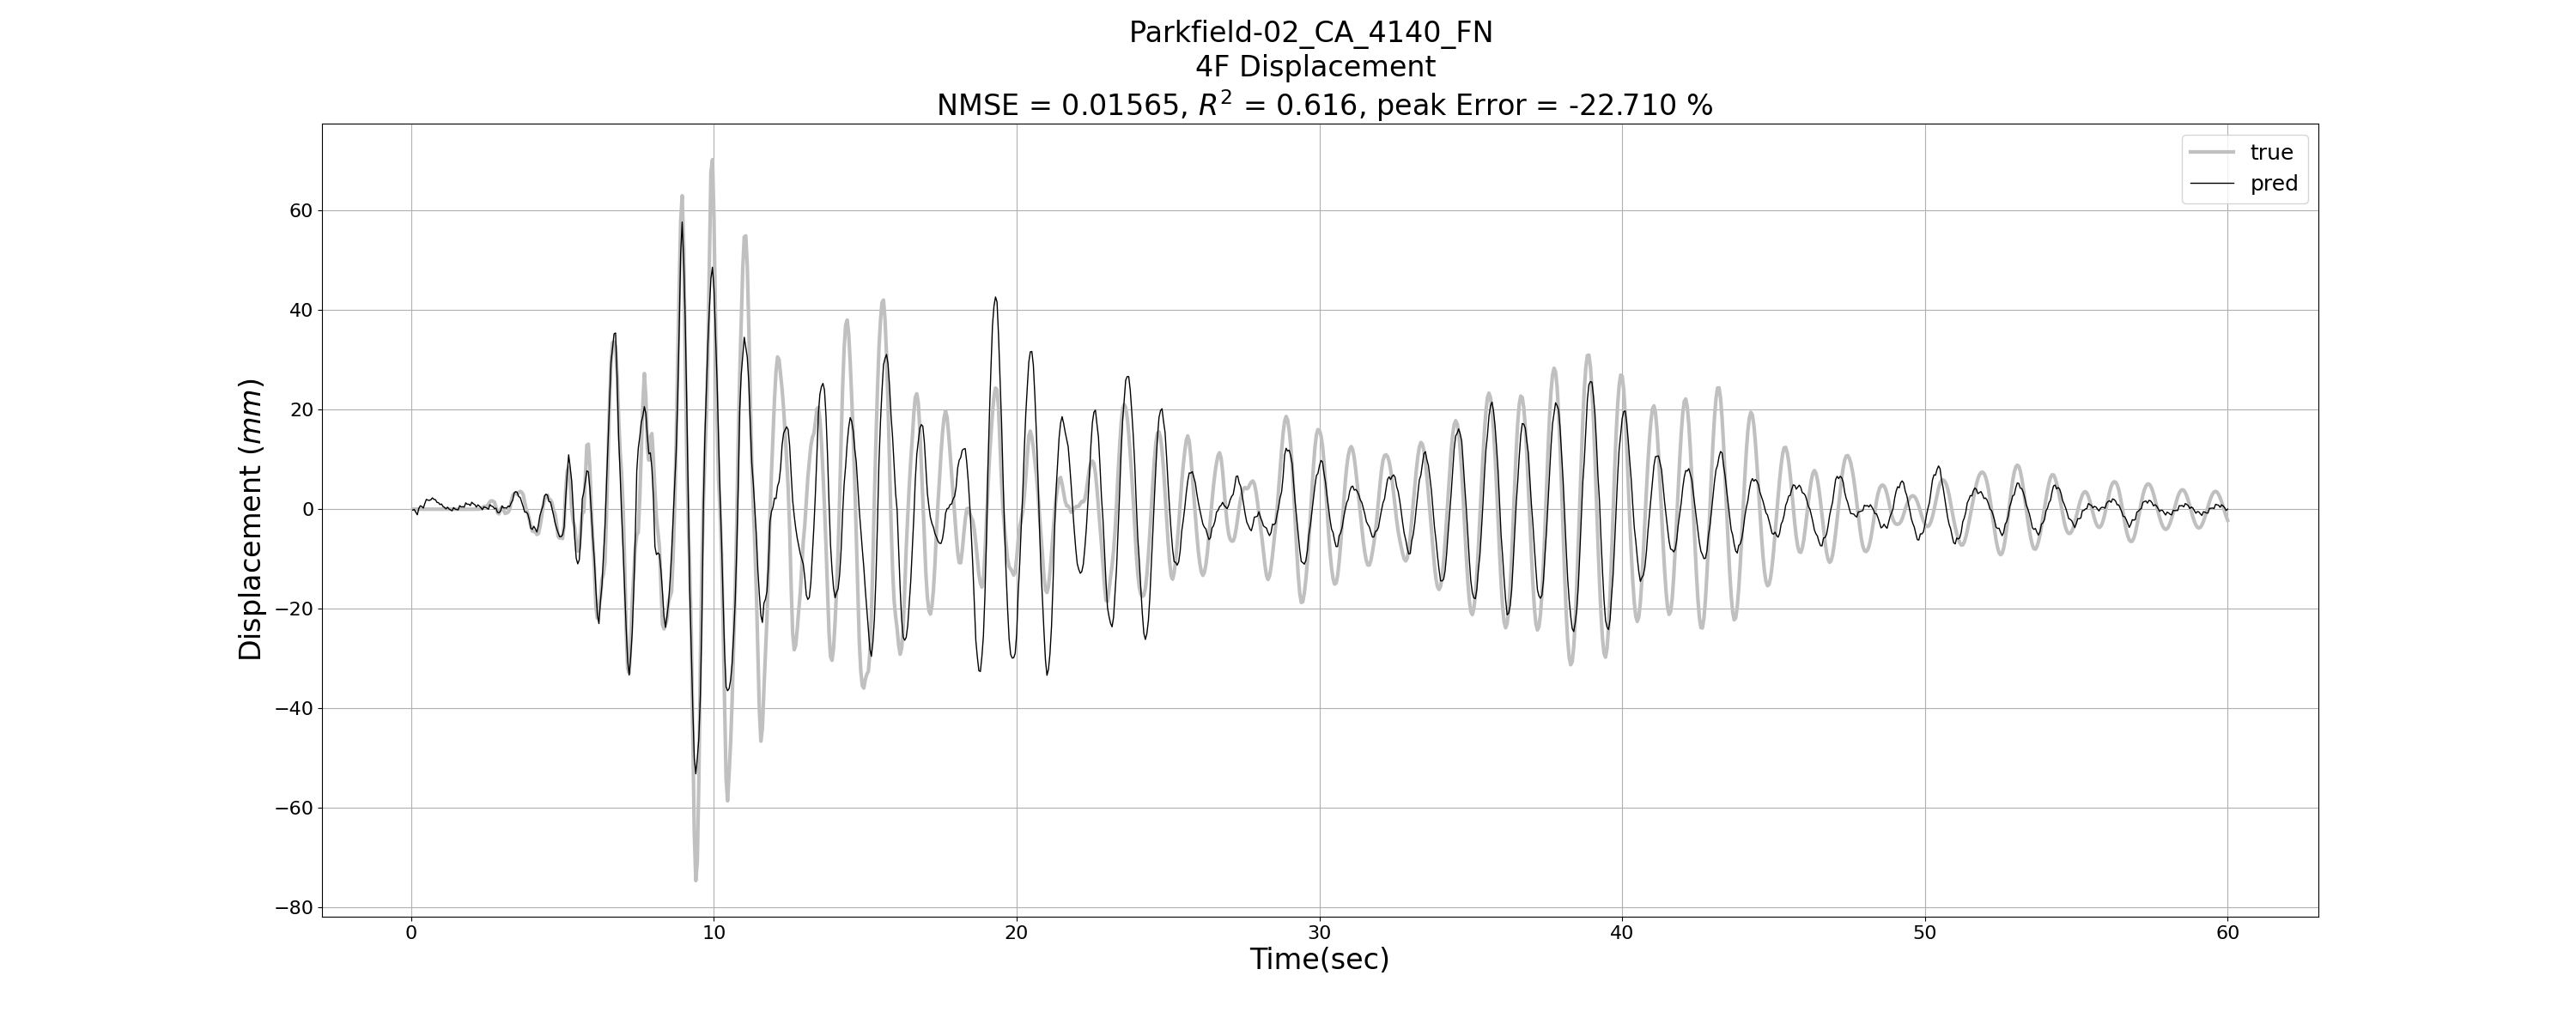 Parkfield-02_CA_4140_FN
4F Displacement
NMSE = 0.01565, R² = 0.616, peak Error = -22.710 %
true
pred
60
40
20
0
−20
−40
−60
−80
Displacement (mm)
0 10 20 30 40 50 60
Time(sec)